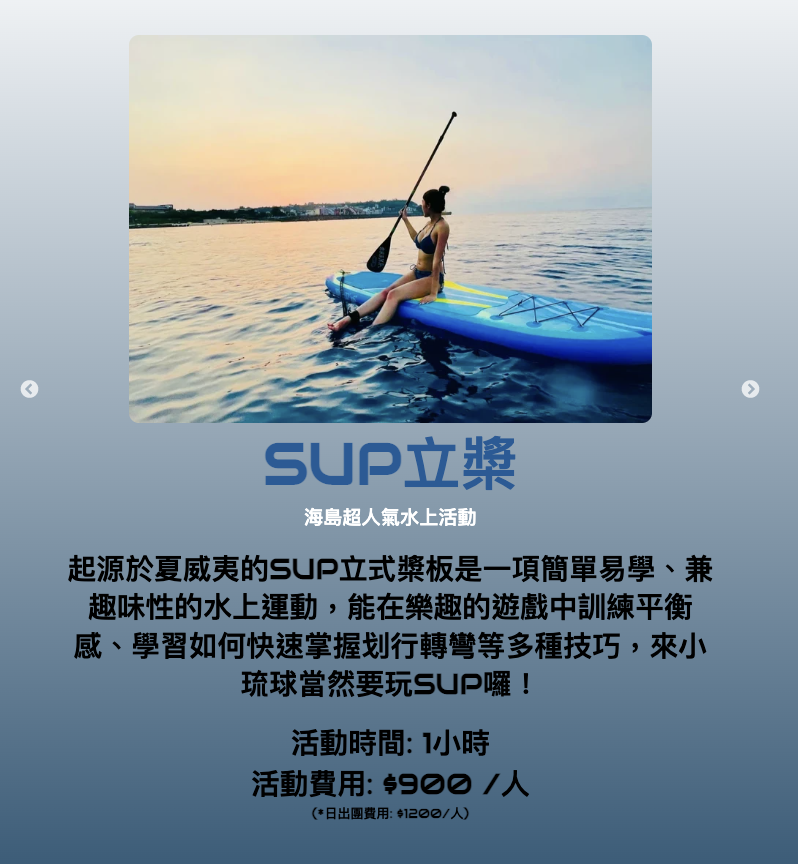 SUP立槳
海島超人氣水上活動
起源於夏威夷的SUP立式槳板是一項簡單易學、兼
趣味性的水上運動，能在樂趣的遊戲中訓練平衡
感、學習如何快速掌握划行轉彎等多種技巧，來小
琉球當然要玩SUP囉！
活動時間: 1小時
活動費用: $900 /人
(*日出團費用: $1200/人)